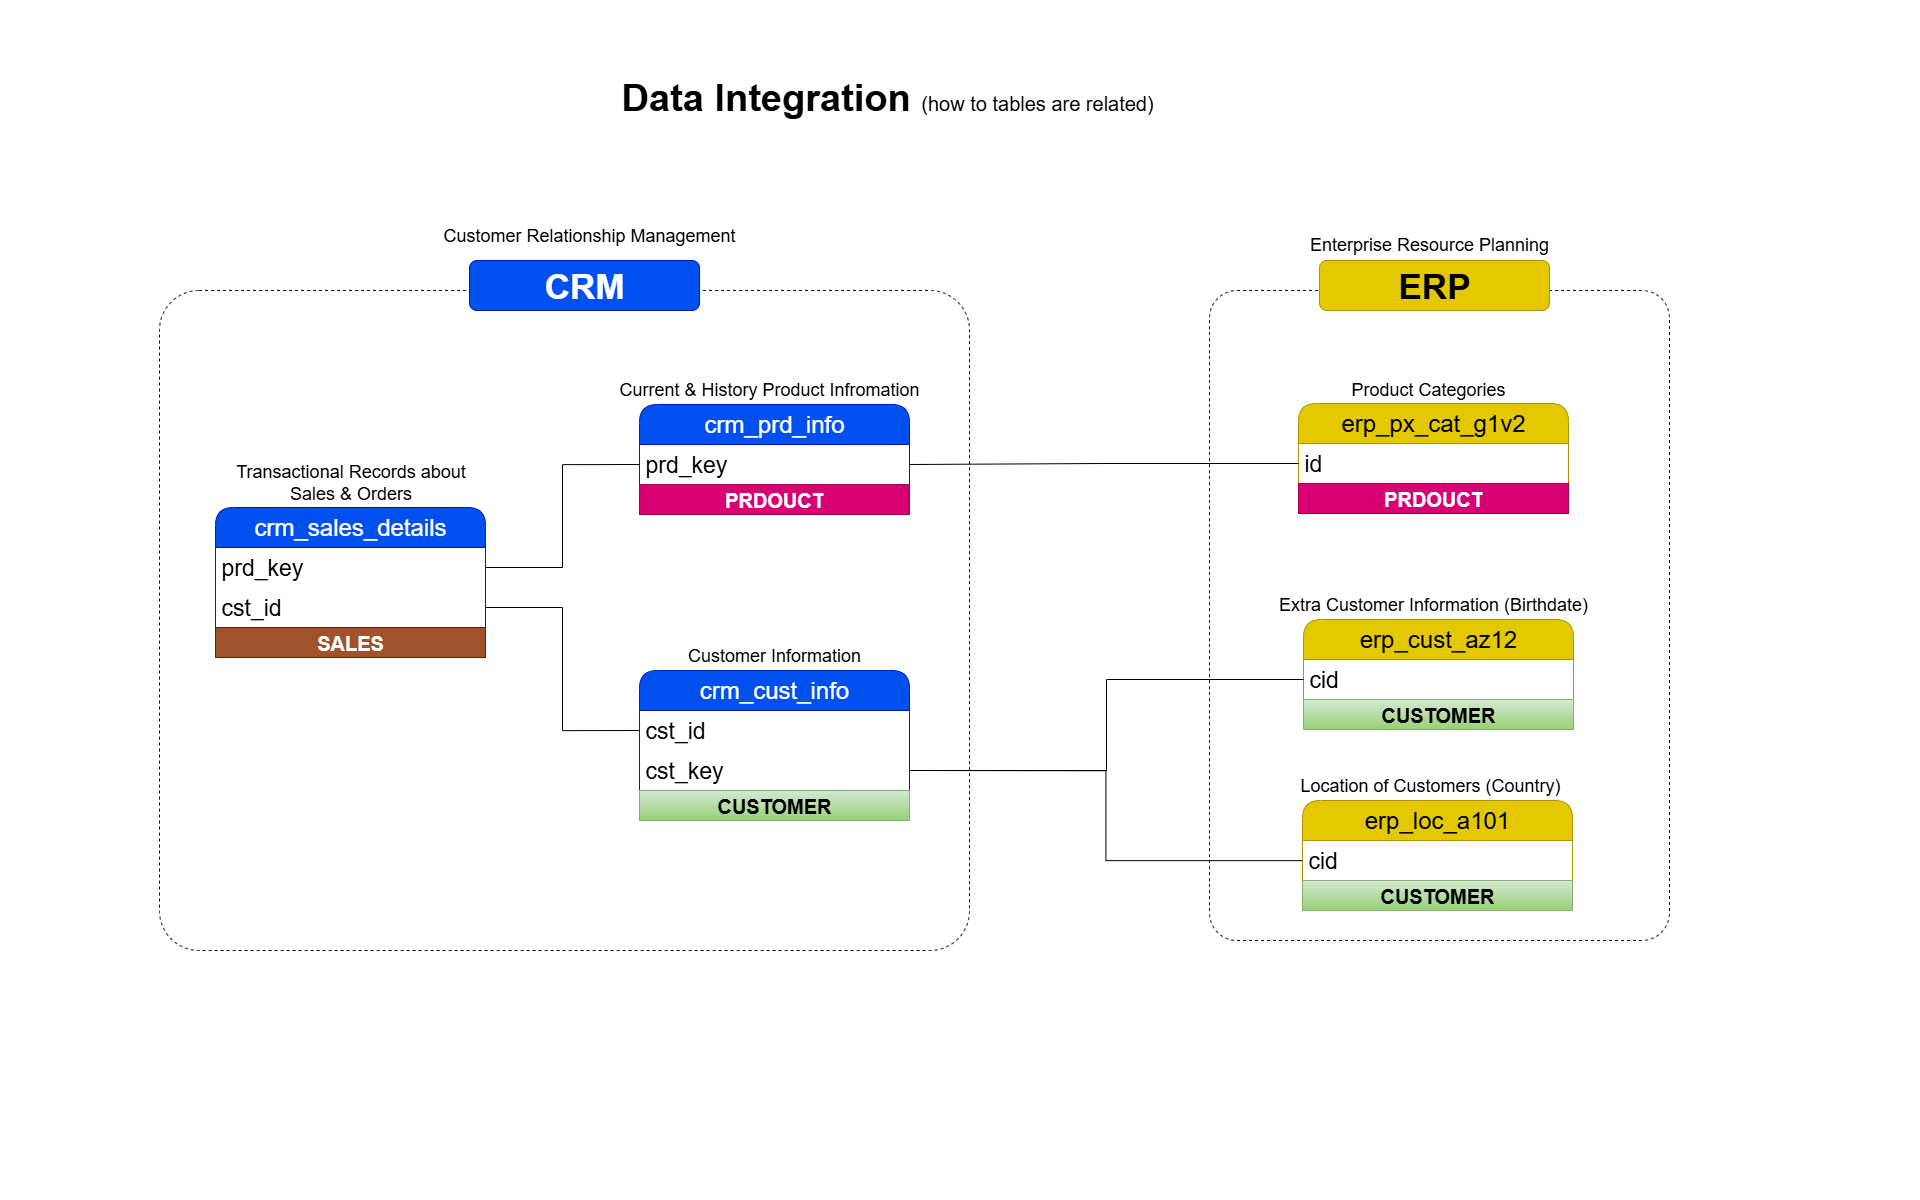 Data Integration (how to tables are related)
Customer Relationship Management
CRM
Enterprise Resource Planning
ERP
Transactional Records about
Sales & Orders
crm_sales_details
prd_key
cst_id
SALES
Current & History Product Infromation
crm_prd_info
prd_key
PRDOUCT
Customer Information
crm_cust_info
cst_id
cst_key
CUSTOMER
Product Categories
erp_px_cat_g1v2
id
PRDOUCT
Extra Customer Information (Birthdate)
erp_cust_az12
cid
CUSTOMER
Location of Customers (Country)
erp_loc_a101
cid
CUSTOMER